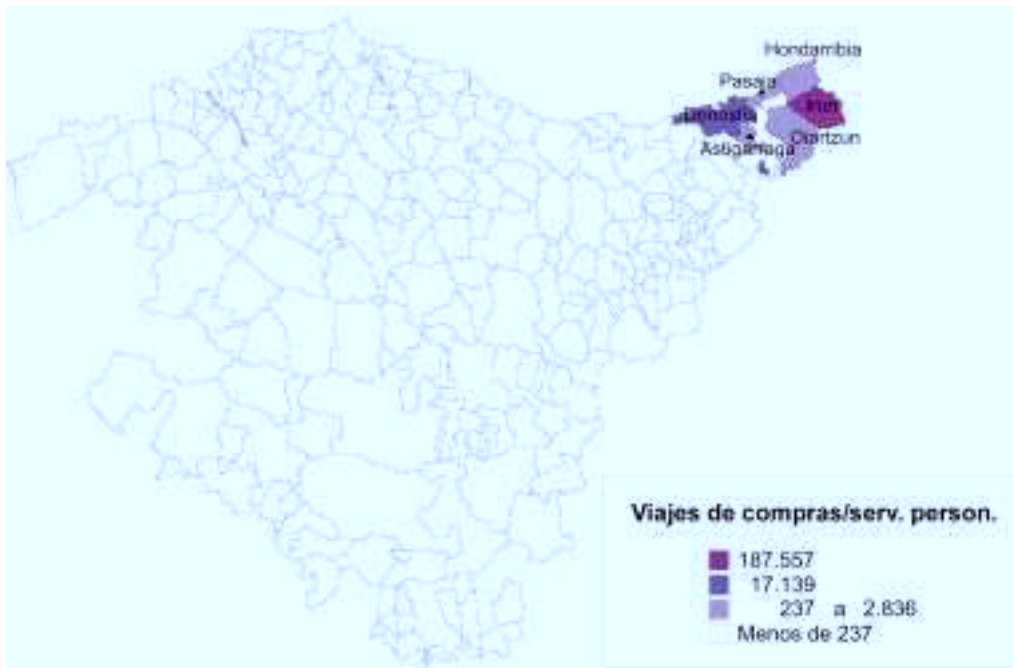 Hondarribia
Pasaia
Irun
Donostia
Oiartzun
Astigarraga
Viajes de compras/serv. person.
187.557
17.139
237 a 2.836
Menos de 237